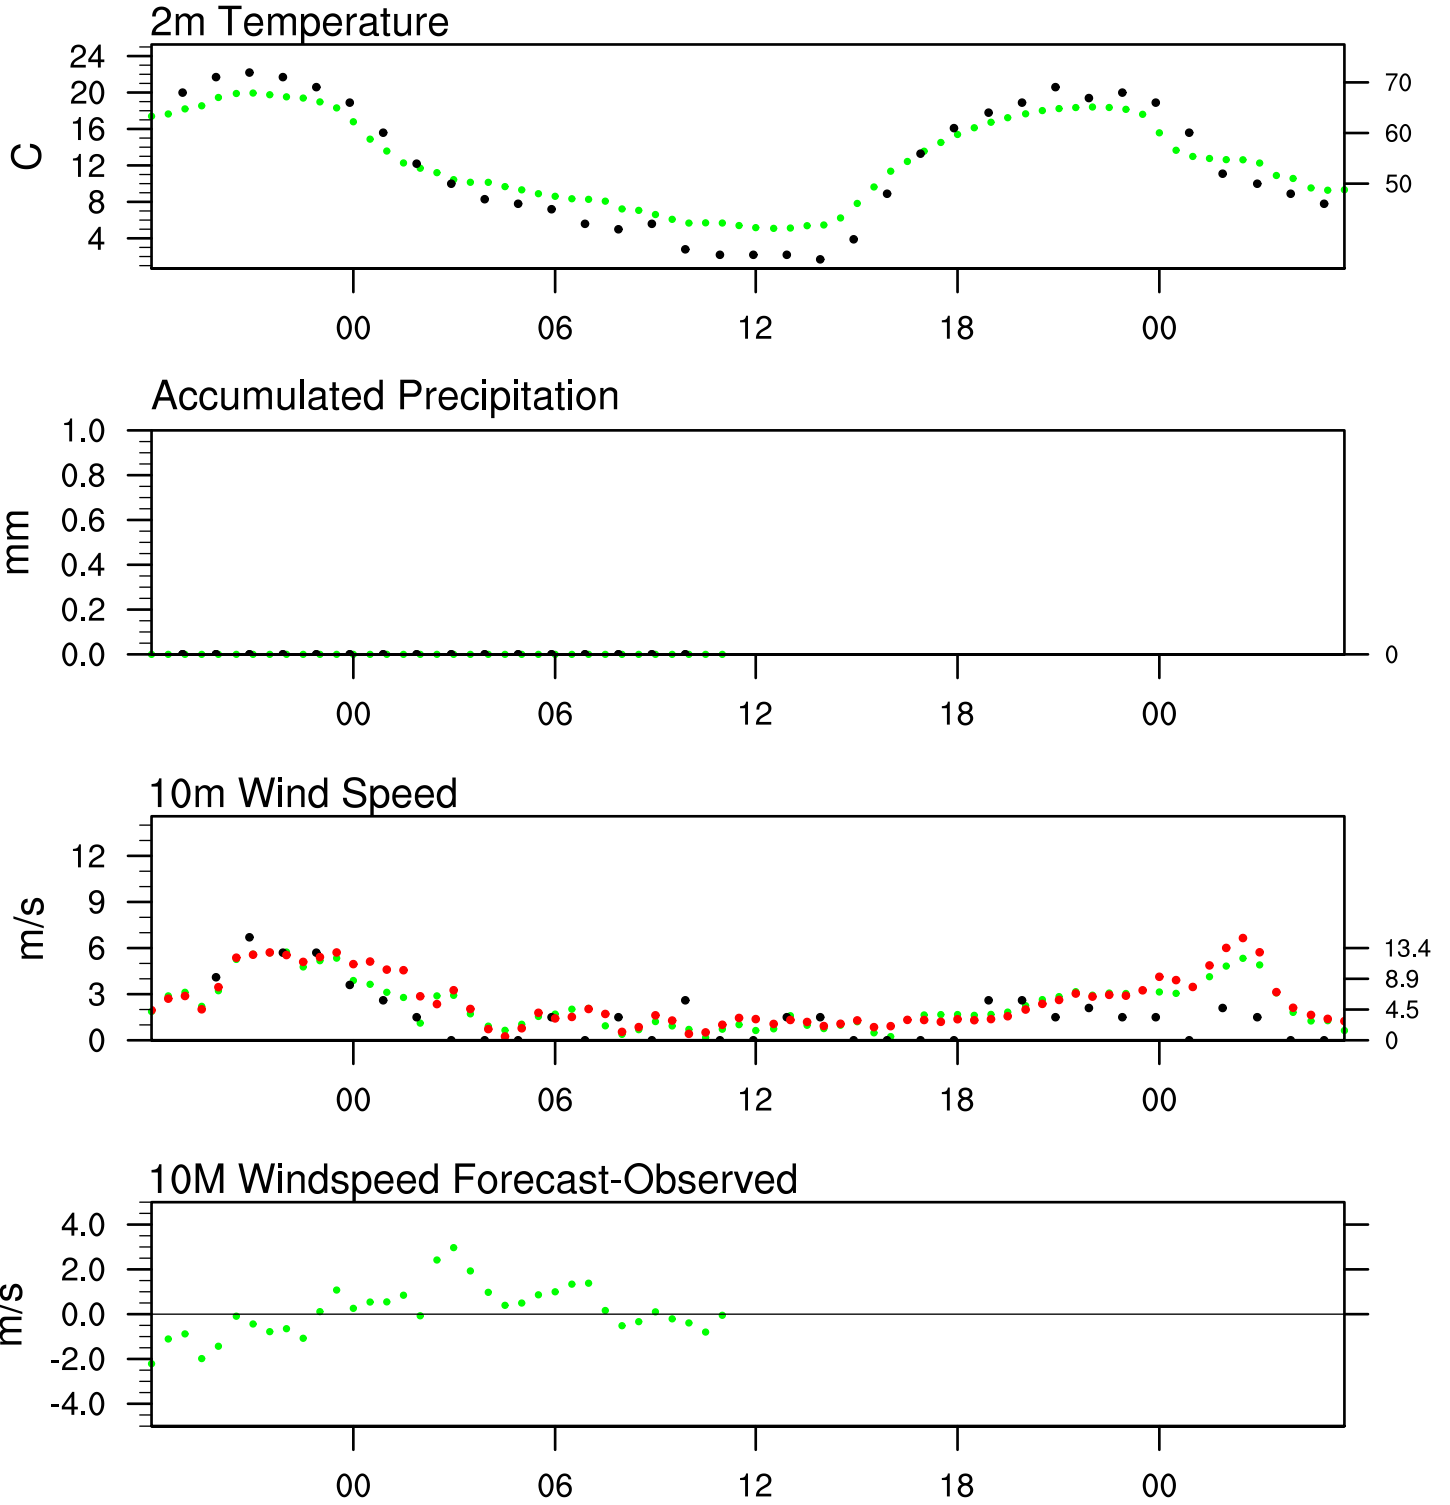 2m Temperature
24
20
16
12
8
4
C
70
60
50
00 06 12 18 00
Accumulated Precipitation
1.0
0.8
0.6
0.4
0.2
0.0
mm
0
00 06 12 18 00
10m Wind Speed
12
9
6
3
0
m/s
13.4
8.9
4.5
0
00 06 12 18 00
10M Windspeed Forecast-Observed
4.0
2.0
0.0
-2.0
-4.0
m/s
00 06 12 18 00